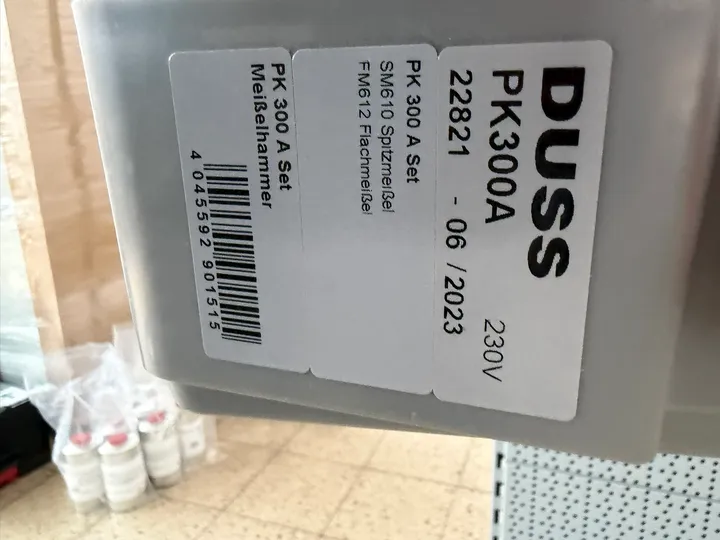 DUSS
PK300A 230V
22821 - 06 / 2023
PK 300 A Set
SM610 Spitzmeißel
FM612 Flachmeißel
PK 300 A Set
Meißelhammer
4 045592 901515